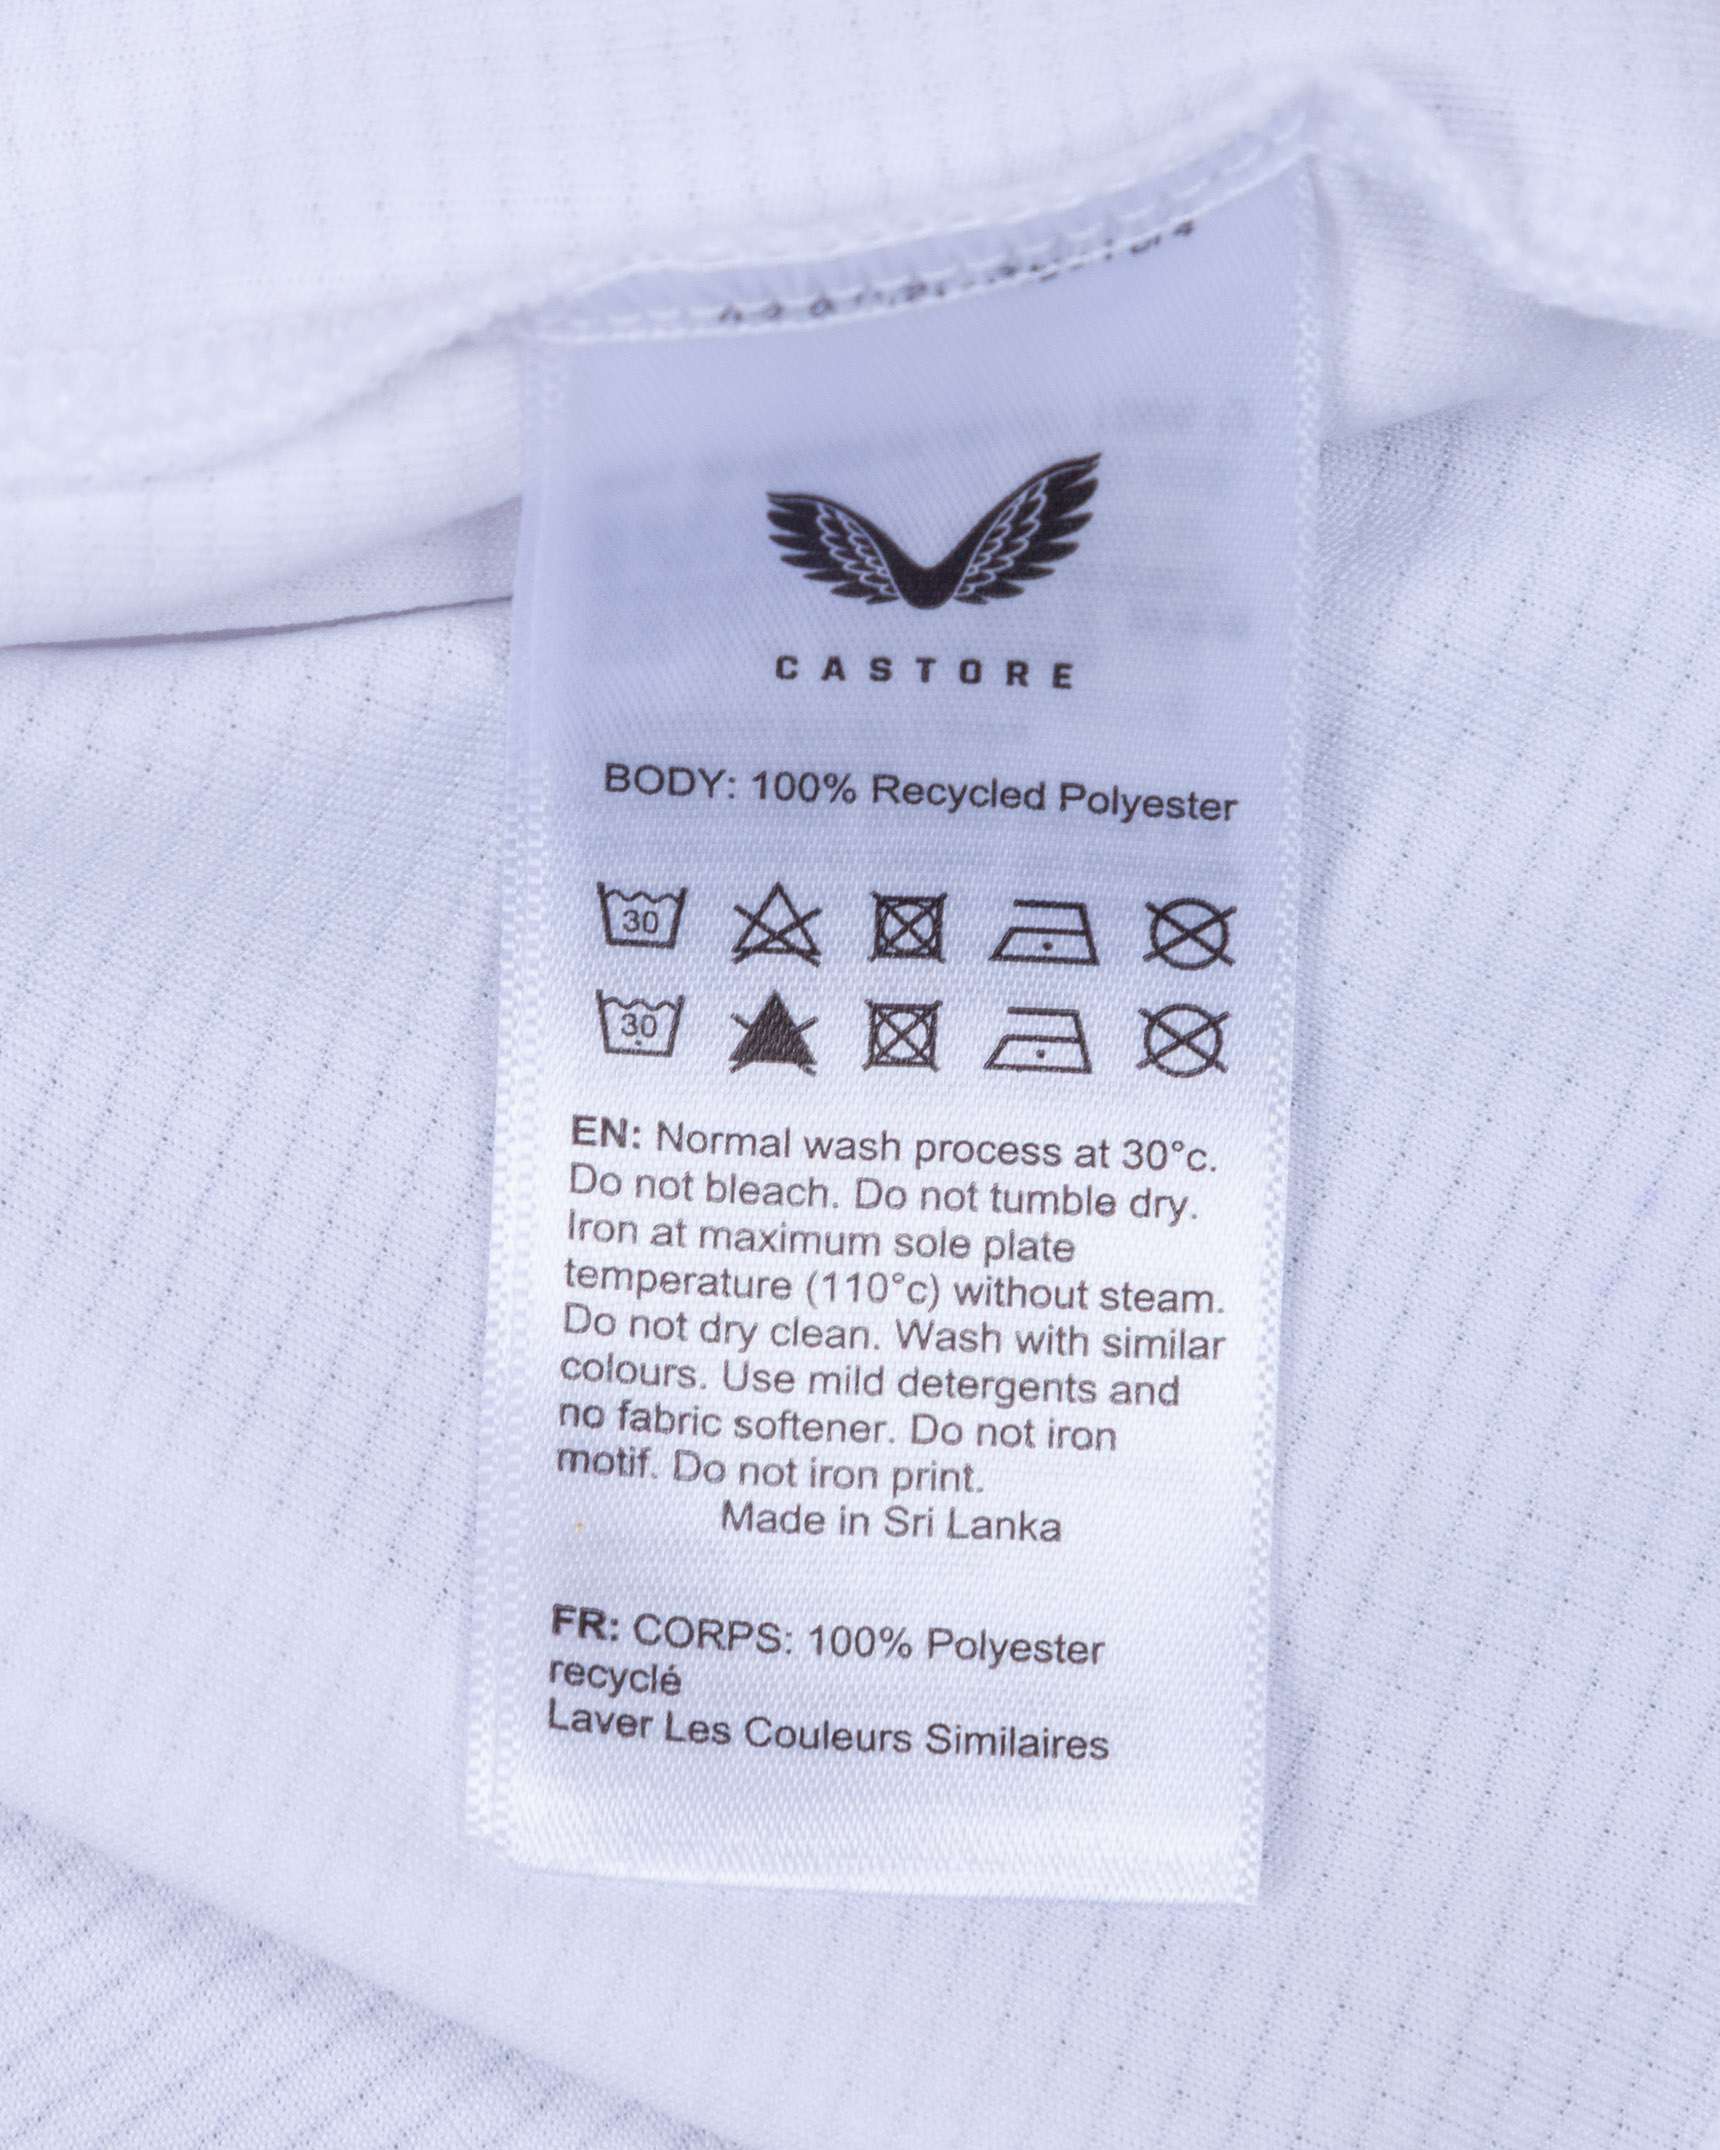 CASTORE
BODY: 100% Recycled Polyester
30
30
EN: Normal wash process at 30°c.
Do not bleach. Do not tumble dry.
Iron at maximum sole plate
temperature (110°c) without steam.
Do not dry clean. Wash with similar
colours. Use mild detergents and
no fabric softener. Do not iron
motif. Do not iron print.
Made in Sri Lanka
FR: CORPS: 100% Polyester
recyclé
Laver Les Couleurs Similaires